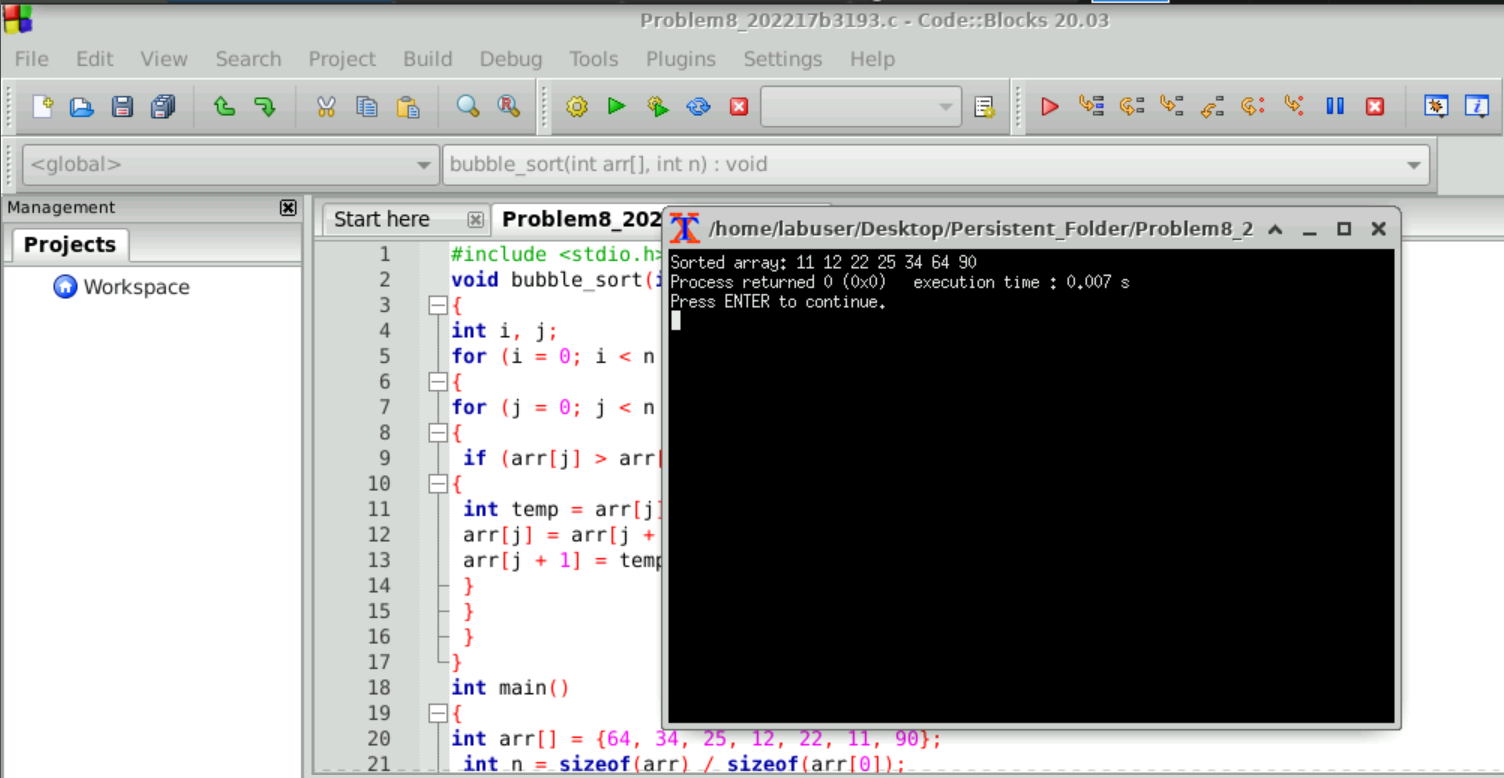 Problem8_202217b3193.c - Code::Blocks 20.03
File Edit View Search Project Build Debug Tools Plugins Settings Help
<global>
bubble_sort(int arr[], int n) : void
Management
Projects
Workspace
Start here
Problem8_202
1 #include <stdio.h>
2 void bubble_sort(i
3 {
4 int i, j;
5 for (i = 0; i < n
6 {
7 for (j = 0; j < n
8 {
9 if (arr[j] > arr[
10 {
11 int temp = arr[j]
12 arr[j] = arr[j +
13 arr[j + 1] = temp
14 }
15 }
16 }
17 }
18 int main()
19 {
20 int arr[] = {64, 34, 25, 12, 22, 11, 90};
21 int n = sizeof(arr) / sizeof(arr[0]);
/home/labuser/Desktop/Persistent_Folder/Problem8_2
Sorted array: 11 12 22 25 34 64 90
Process returned 0 (0x0) execution time : 0.007 s
Press ENTER to continue.